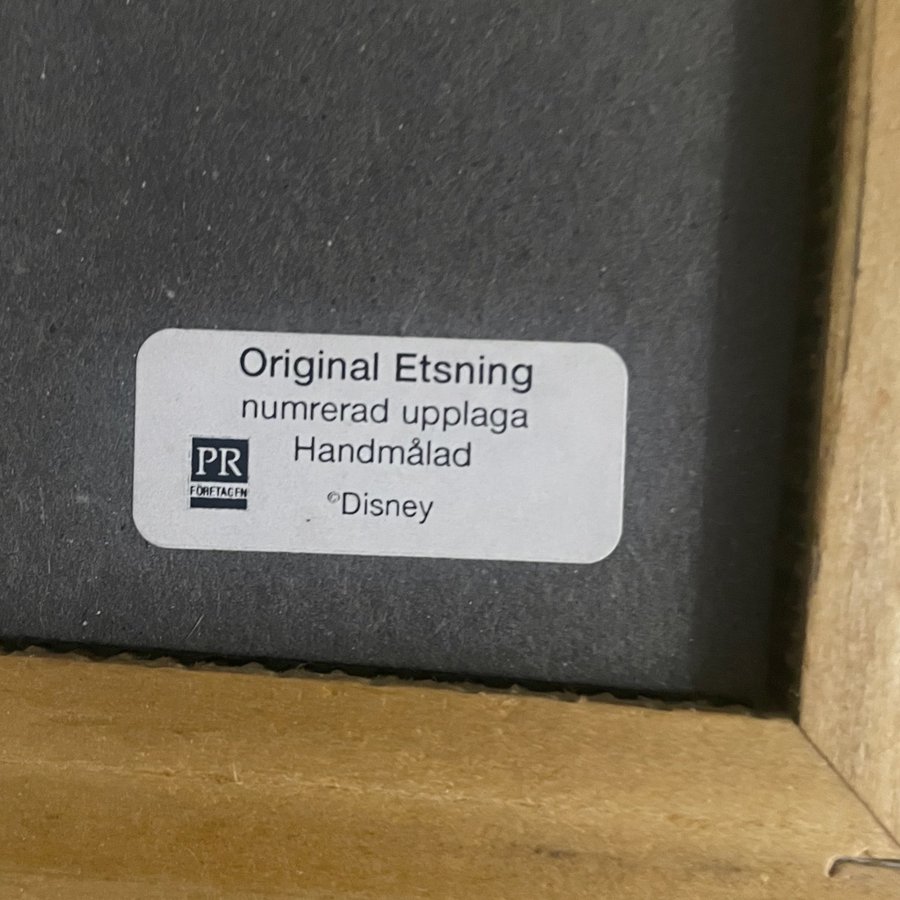 Original Etsning
numrerad upplaga
Handmålad
PR
FÖRETAGEN
©Disney